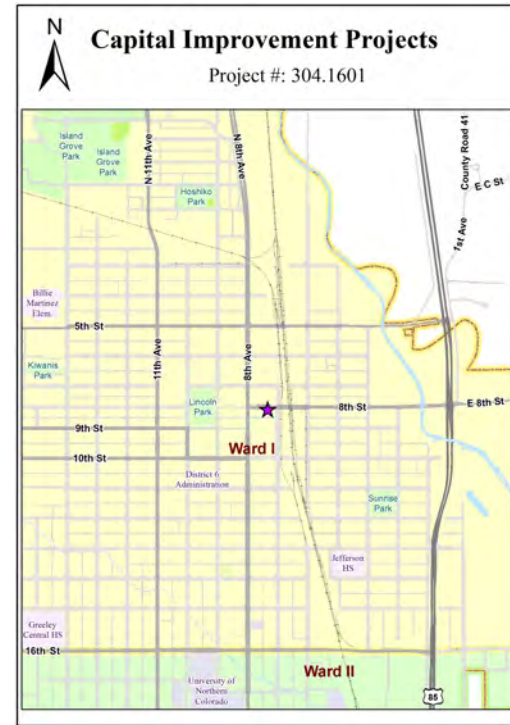 N
Capital Improvement Projects
Project #: 304.1601
Island
Grove
Park
Island
Grove
Park
N 11th Ave
N 8th Ave
County Road 41
E C St
1st Ave
Hoshiko
Park
Billie
Martinez
Elem.
5th St
Kiwanis
Park
11th Ave
8th Ave
Lincoln
Park
8th St
E 8th St
9th St
Ward I
10th St
District 6
Administration
Sunrise
Park
Jefferson
HS
Greeley
Central HS
16th St
Ward II
University of
Northern
Colorado
85